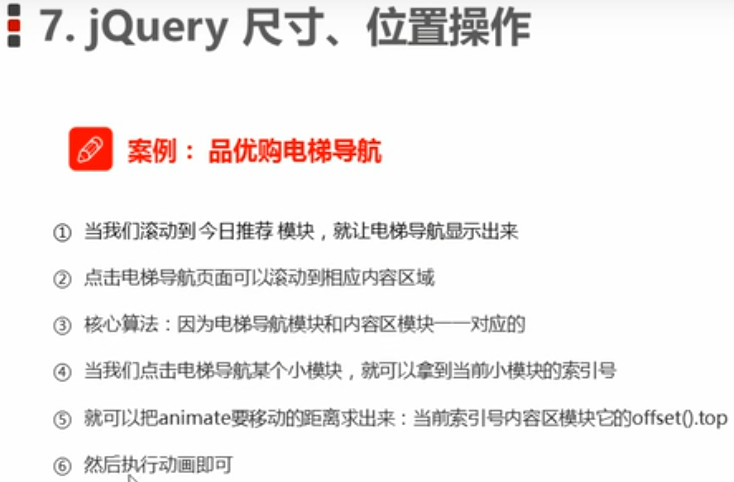 7. jQuery 尺寸、位置操作
案例： 品优购电梯导航
① 当我们滚动到 今日推荐 模块，就让电梯导航显示出来
② 点击电梯导航页面可以滚动到相应内容区域
③ 核心算法：因为电梯导航模块和内容区模块一一对应的
④ 当我们点击电梯导航某个小模块，就可以拿到当前小模块的索引号
⑤ 就可以把animate要移动的距离求出来：当前索引号内容区模块它的offset().top
⑥ 然后执行动画即可